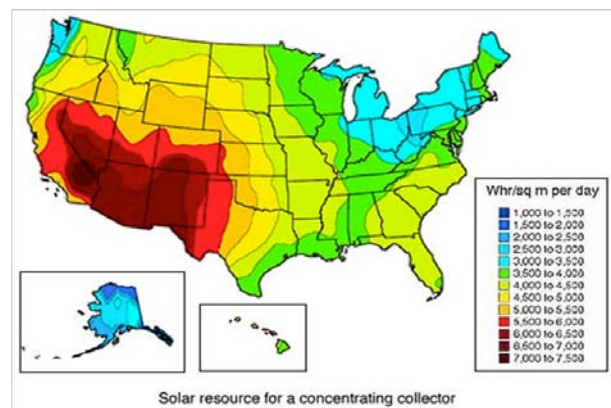 Whr/sq m per day
1,000 to 1,500
1,500 to 2,000
2,000 to 2,500
2,500 to 3,000
3,000 to 3,500
3,500 to 4,000
4,000 to 4,500
4,500 to 5,000
5,000 to 5,500
5,500 to 6,000
6,000 to 6,500
6,500 to 7,000
7,000 to 7,500
Solar resource for a concentrating collector